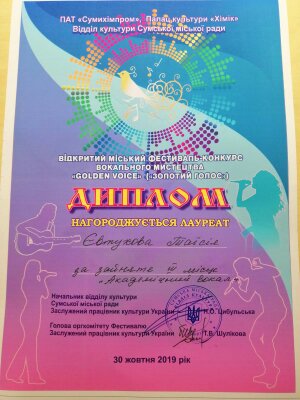 ПАТ «Сумихімпром», Палац культури «Хімік»
Відділ культури Сумської міської ради
ВІДКРИТИЙ МІСЬКИЙ ФЕСТИВАЛЬ-КОНКУРС
ВОКАЛЬНОГО МИСТЕЦТВА
«GOLDEN VOICE» («ЗОЛОТИЙ ГОЛОС»)
ДИПЛОМ
НАГОРОДЖУЄТЬСЯ ЛАУРЕАТ
Євтухова Таїсія
за зайняте III місце
"Академічний вокал"
Начальник відділу культури
Сумської міської ради
Заслужений працівник культури України Н.О. Цибульська
Голова оргкомітету Фестивалю
Заслужений працівник культури України Т.В. Шулікова
30 жовтня 2019 рік